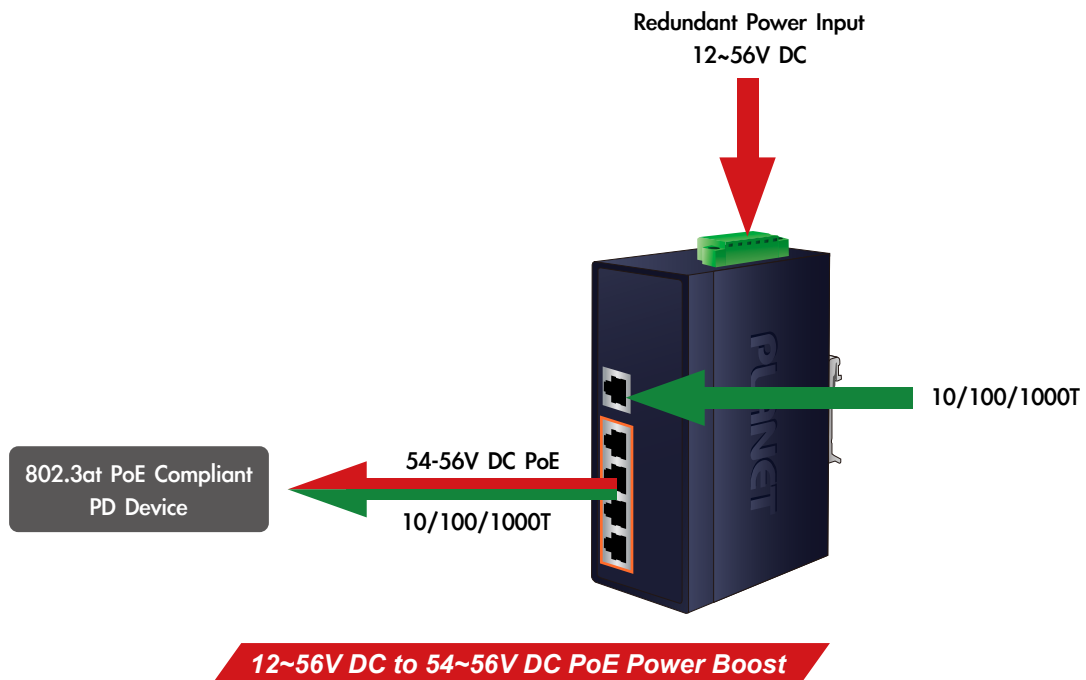 Redundant Power Input
12~56V DC
PLANET
10/100/1000T
802.3at PoE Compliant
PD Device
54-56V DC PoE
10/100/1000T
12~56V DC to 54~56V DC PoE Power Boost